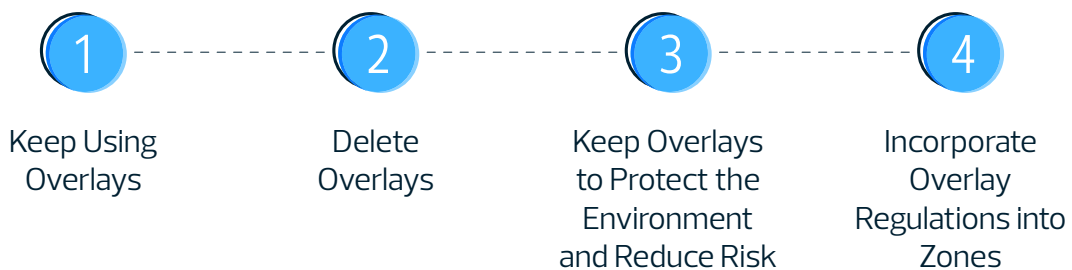 1
Keep Using
Overlays
2
Delete
Overlays
3
Keep Overlays
to Protect the
Environment
and Reduce Risk
4
Incorporate
Overlay
Regulations into
Zones